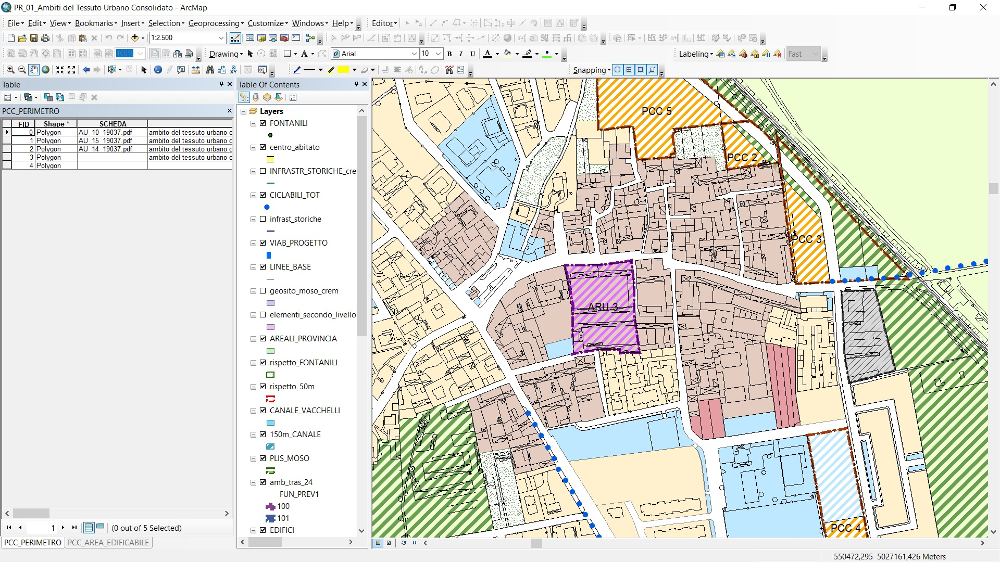 PR_01_Ambiti del Tessuto Urbano Consolidato - ArcMap
File Edit View Bookmarks Insert Selection Geoprocessing Customize Windows Help Editor
1:2.500
100% Drawing A Arial 10 B I U A Labeling Fast
Snapping
Table
PCC_PERIMETRO
FID Shape * SCHEDA
0 Polygon AU_10_19037.pdf ambito del tessuto urbano c
1 Polygon AU_15_19037.pdf ambito del tessuto urbano c
2 Polygon AU_14_19037.pdf ambito del tessuto urbano c
3 Polygon ambito del tessuto urbano c
4 Polygon
1 (0 out of 5 Selected)
PCC_PERIMETRO PCC_AREA_EDIFICABILE
Table Of Contents
Layers
FONTANILI
centro_abitato
INFRASTR_STORICHE_cre
CICLABILI_TOT
infrast_storiche
VIAB_PROGETTO
LINEE_BASE
geosito_moso_crem
elementi_secondo_livello
AREALI_PROVINCIA
rispetto_FONTANILI
rispetto_50m
CANALE_VACCHELLI
150m_CANALE
PLIS_MOSO
amb_tras_24
FUN_PREV1
100
101
EDIFICI
PCC 5
PCC 2
PCC 3
ARU 3
PCC 4
550472,295 5027161,426 Meters